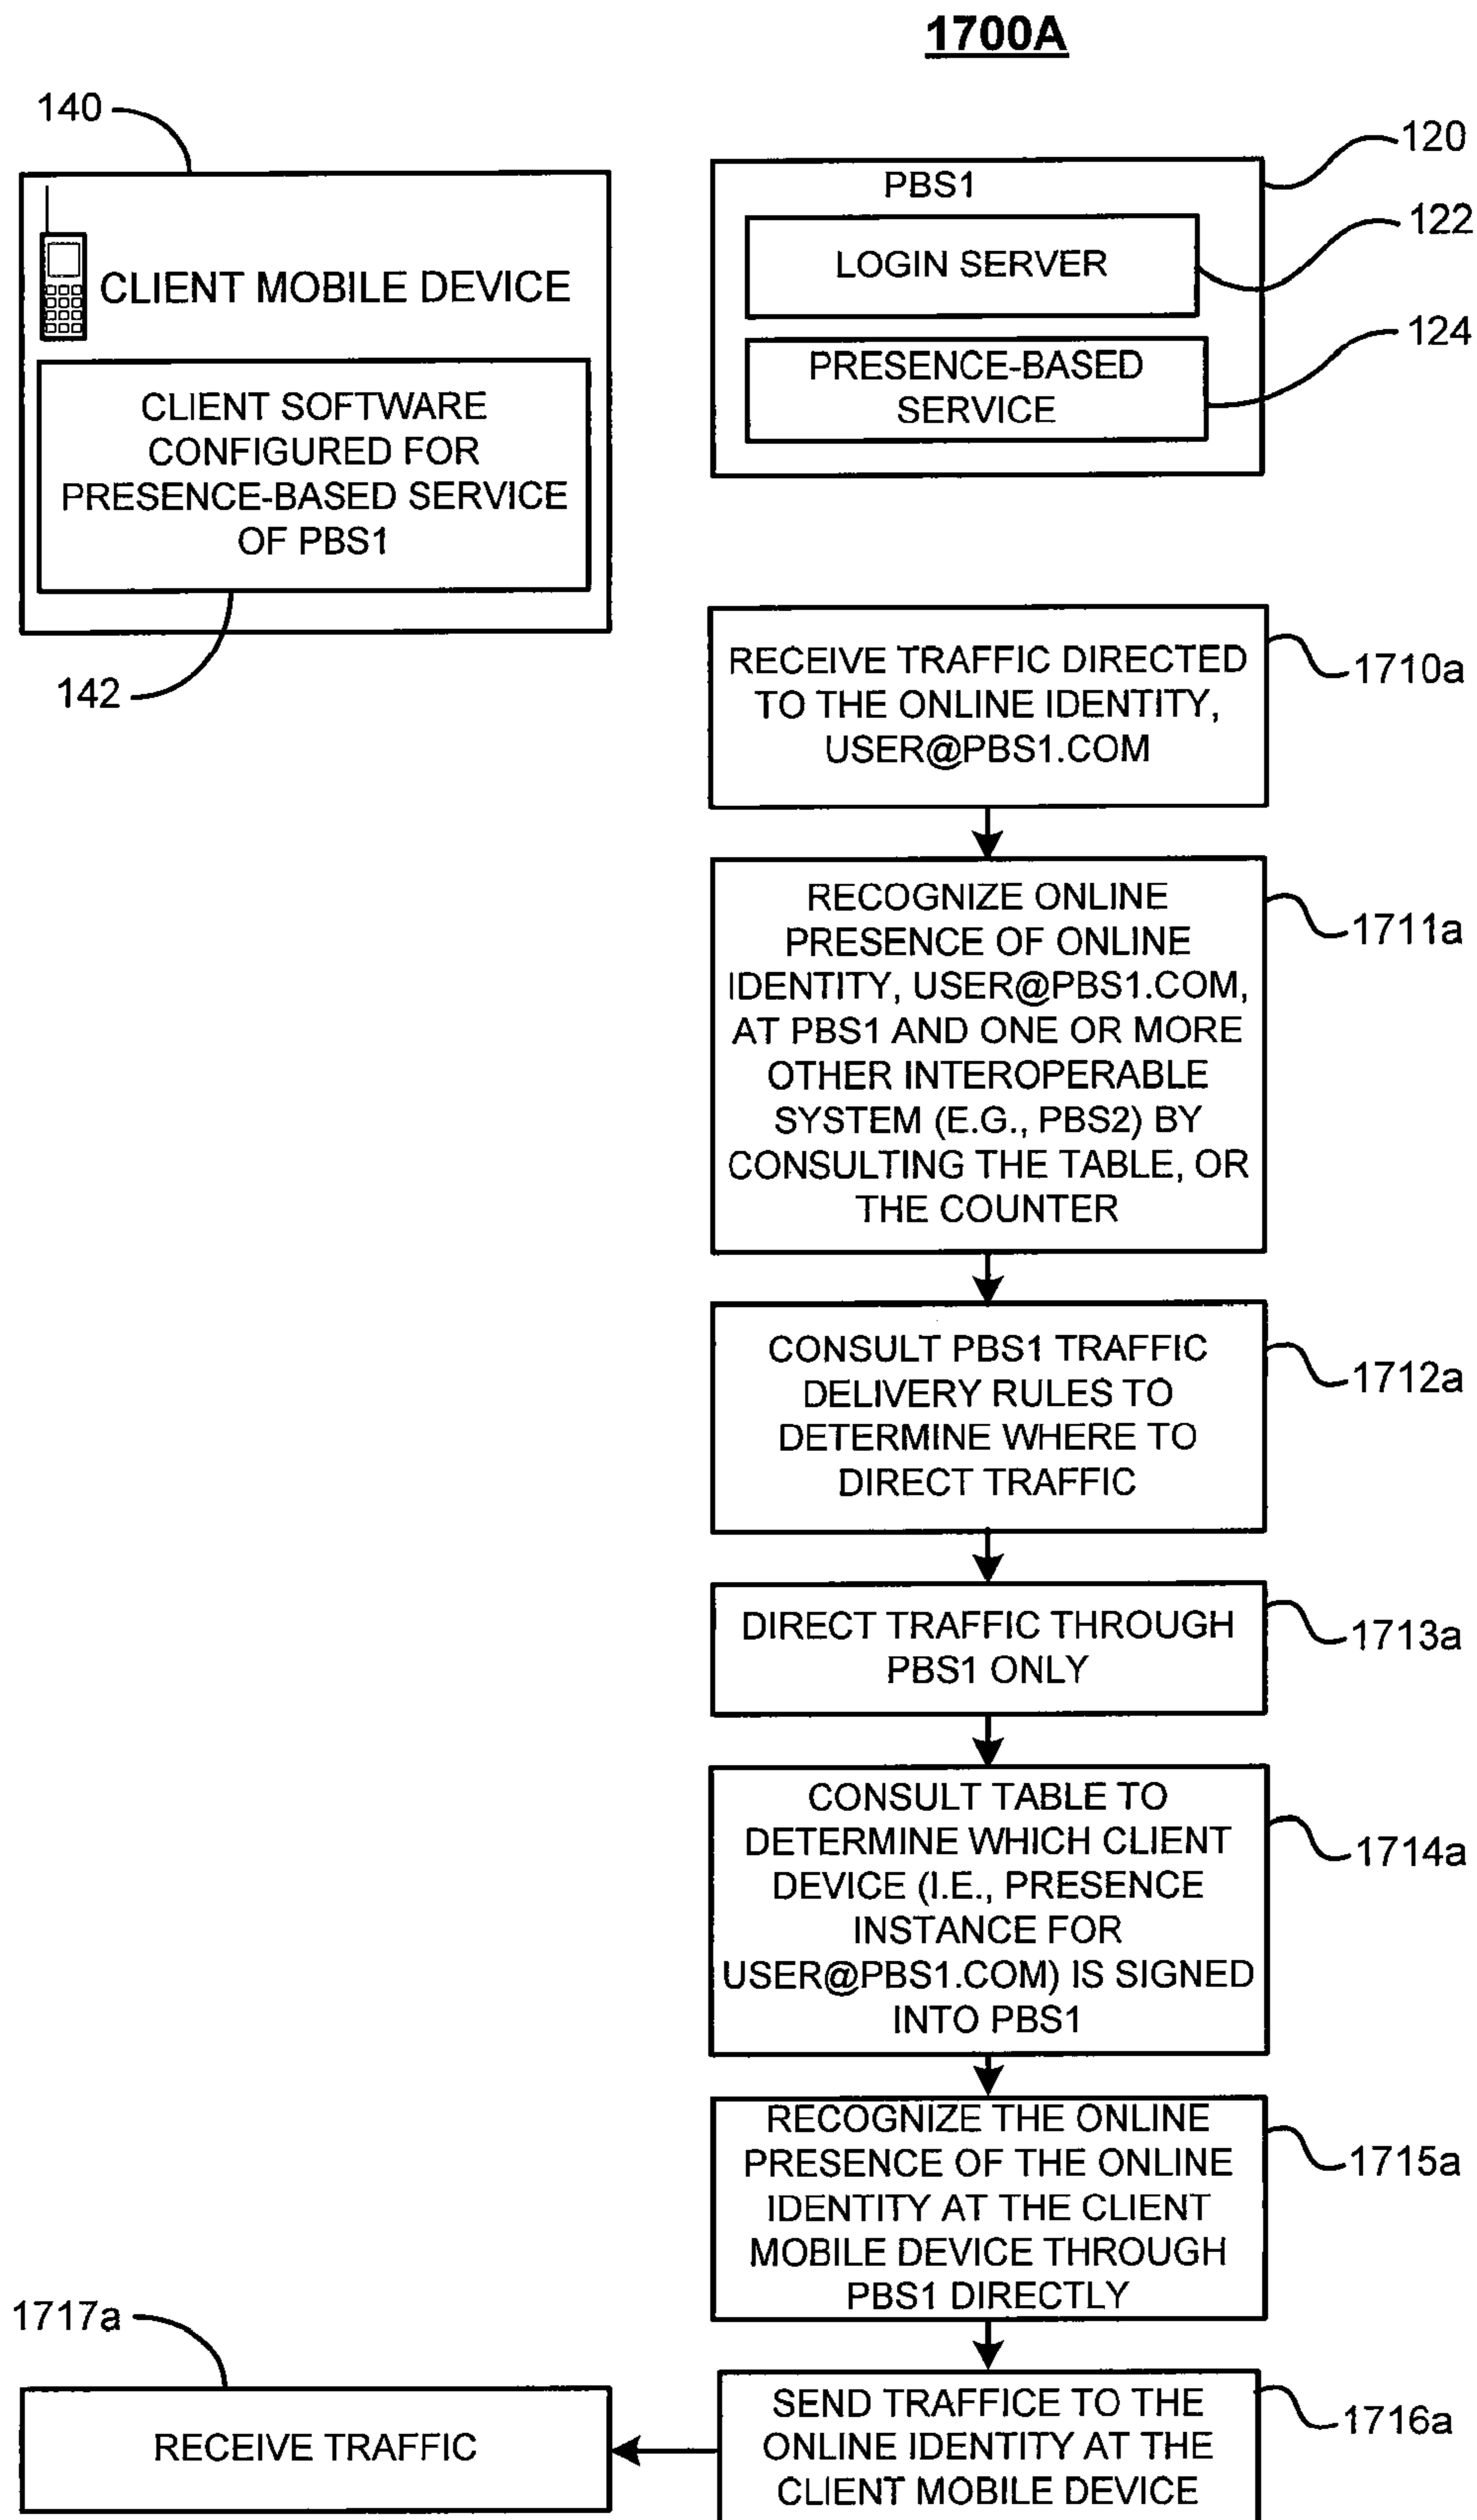 1700A
140
CLIENT MOBILE DEVICE
CLIENT SOFTWARE
CONFIGURED FOR
PRESENCE-BASED SERVICE
OF PBS1
142
PBS1
120
LOGIN SERVER
122
PRESENCE-BASED
SERVICE
124
RECEIVE TRAFFIC DIRECTED
TO THE ONLINE IDENTITY,
USER@PBS1.COM
1710a
RECOGNIZE ONLINE
PRESENCE OF ONLINE
IDENTITY, USER@PBS1.COM,
AT PBS1 AND ONE OR MORE
OTHER INTEROPERABLE
SYSTEM (E.G., PBS2) BY
CONSULTING THE TABLE, OR
THE COUNTER
1711a
CONSULT PBS1 TRAFFIC
DELIVERY RULES TO
DETERMINE WHERE TO
DIRECT TRAFFIC
1712a
DIRECT TRAFFIC THROUGH
PBS1 ONLY
1713a
CONSULT TABLE TO
DETERMINE WHICH CLIENT
DEVICE (I.E., PRESENCE
INSTANCE FOR
USER@PBS1.COM) IS SIGNED
INTO PBS1
1714a
RECOGNIZE THE ONLINE
PRESENCE OF THE ONLINE
IDENTITY AT THE CLIENT
MOBILE DEVICE THROUGH
PBS1 DIRECTLY
1715a
SEND TRAFFICE TO THE
ONLINE IDENTITY AT THE
CLIENT MOBILE DEVICE
1716a
1717a
RECEIVE TRAFFIC